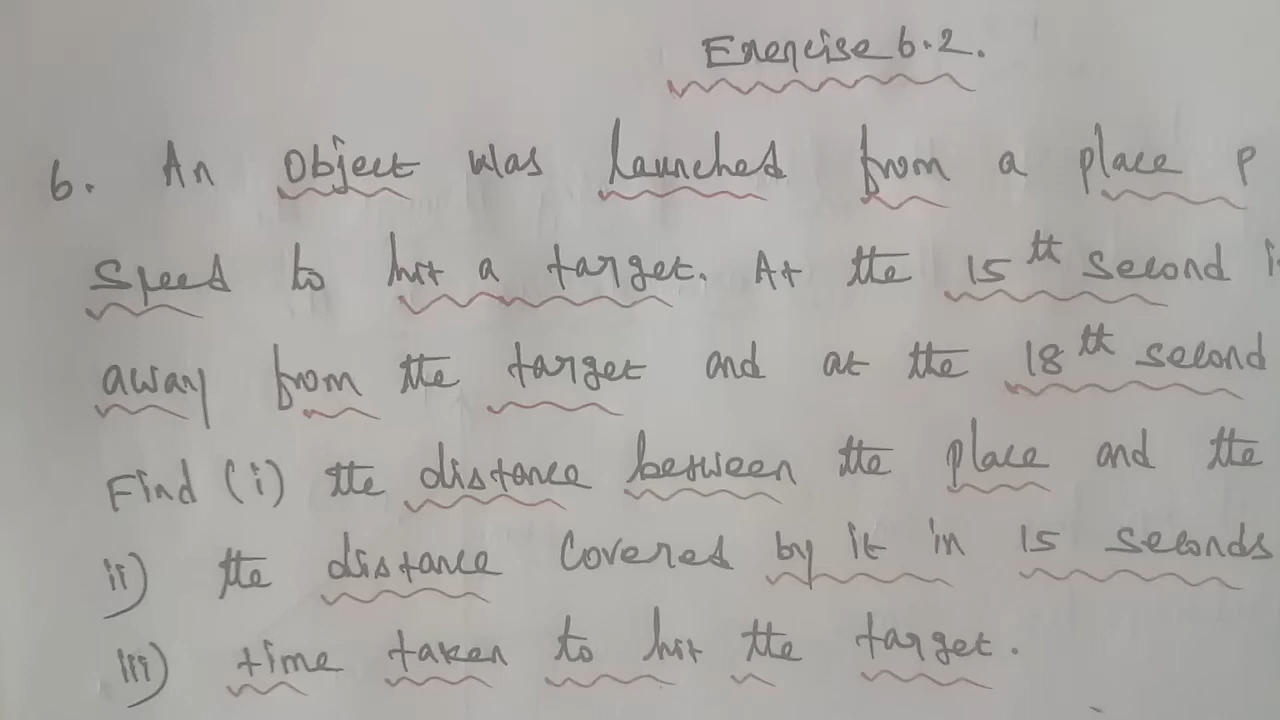 Exercise 6.2.
6. An object was launched from a place P
Speed to hit a target. At the 15th second
away from the target and at the 18th second
Find (i) the distance between the place and the
ii) the distance covered by it in 15 seconds
iii) time taken to hit the target.